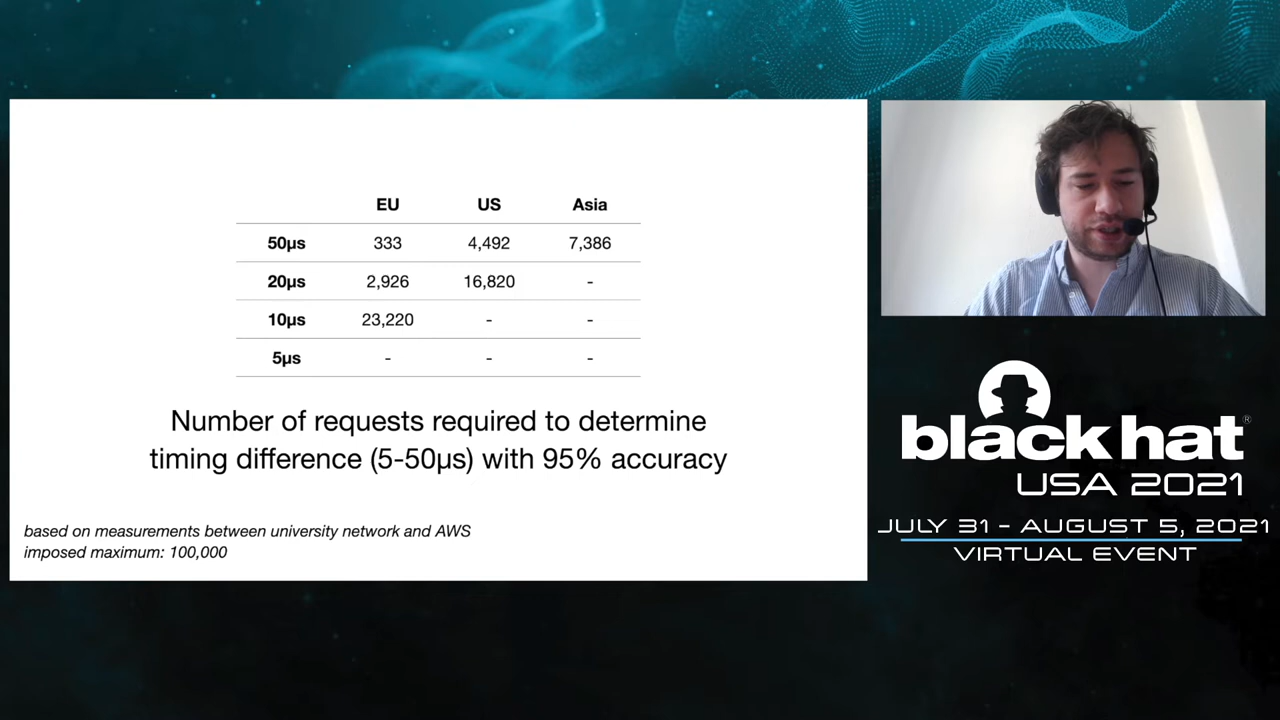 EU US Asia
50µs 333 4,492 7,386
20µs 2,926 16,820 -
10µs 23,220 - -
5µs - - -
Number of requests required to determine
timing difference (5-50µs) with 95% accuracy
based on measurements between university network and AWS
imposed maximum: 100,000
black hat®
USA 2021
JULY 31 - AUGUST 5, 2021
VIRTUAL EVENT